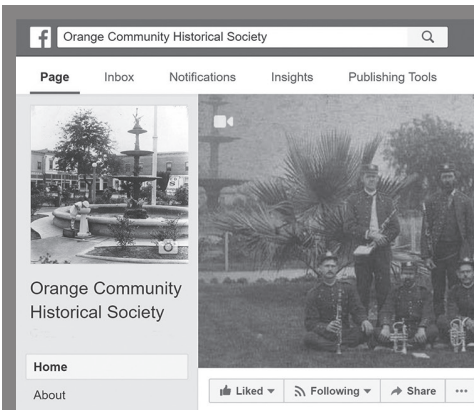 f Orange Community Historical Society
Page Inbox Notifications Insights Publishing Tools
Orange Community
Historical Society
Home
About
Liked Following Share ...